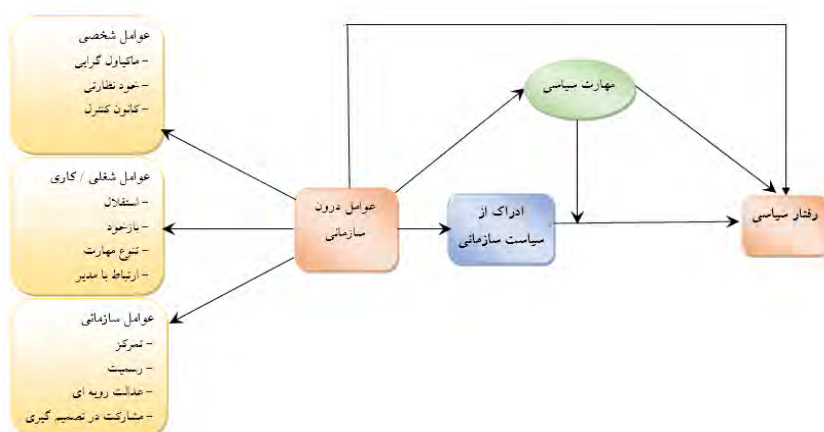 عوامل شخصی
- ماکیاول گرایی
- خود نظارتی
- کانون کنترل
مهارت سیاسی
عوامل شغلی / کاری
- استقلال
- بازخود
- تنوع مهارت
- ارتباط با مدیر
عوامل درون
سازمانی
ادراک از
سیاست سازمانی
رفتار سیاسی
عوامل سازمانی
- تمرکز
- رسمیت
- عدالت رویه ای
- مشارکت در تصمیم گیری